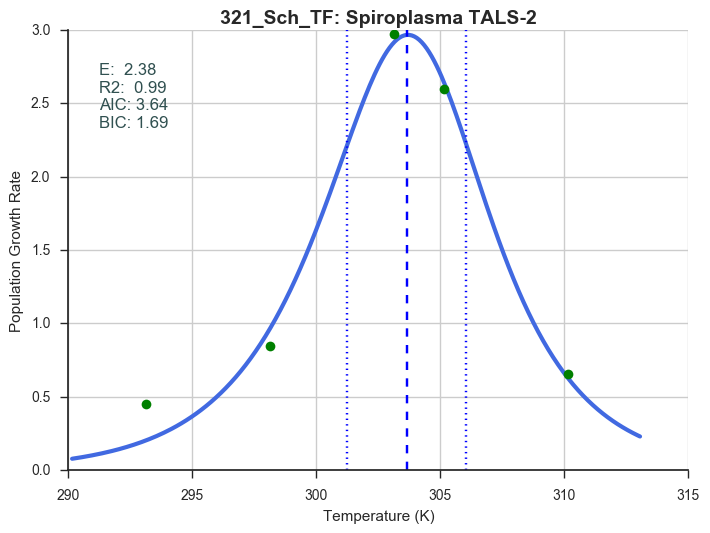 321_Sch_TF: Spiroplasma TALS-2
E:  2.38
R2:  0.99
AIC: 3.64
BIC: 1.69
Population Growth Rate
3.0
2.5
2.0
1.5
1.0
0.5
0.0
290 295 300 305 310 315
Temperature (K)